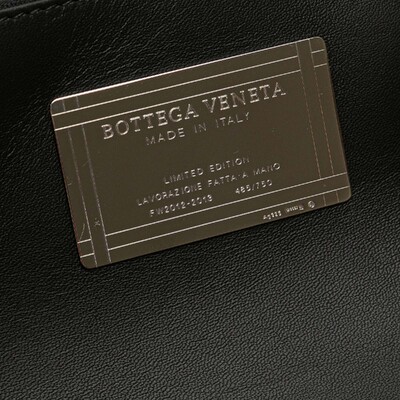 BOTTEGA VENETA
MADE IN ITALY
LIMITED EDITION
LAVORAZIONE FATTA A MANO
FW2012-2013 485/750